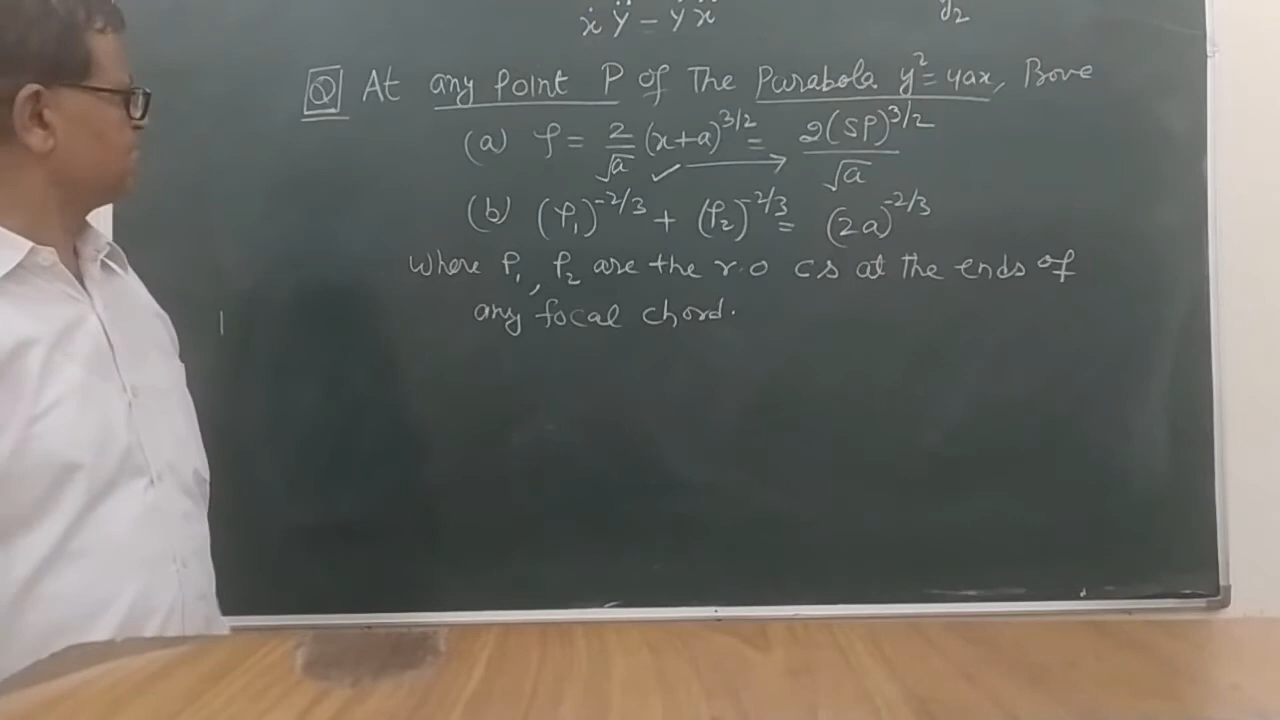 ẋ ÿ - ẏ ẍ
y₂
Q At any point P of The Parabola y² = 4ax, Prove
(a) ρ = 2/√a (x+a)^3/2 = 2(SP)^3/2 / √a
(b) (ρ₁)^-2/3 + (ρ₂)^-2/3 = (2a)^-2/3
where ρ₁, ρ₂ are the r.o cs at the ends of
any focal chord.